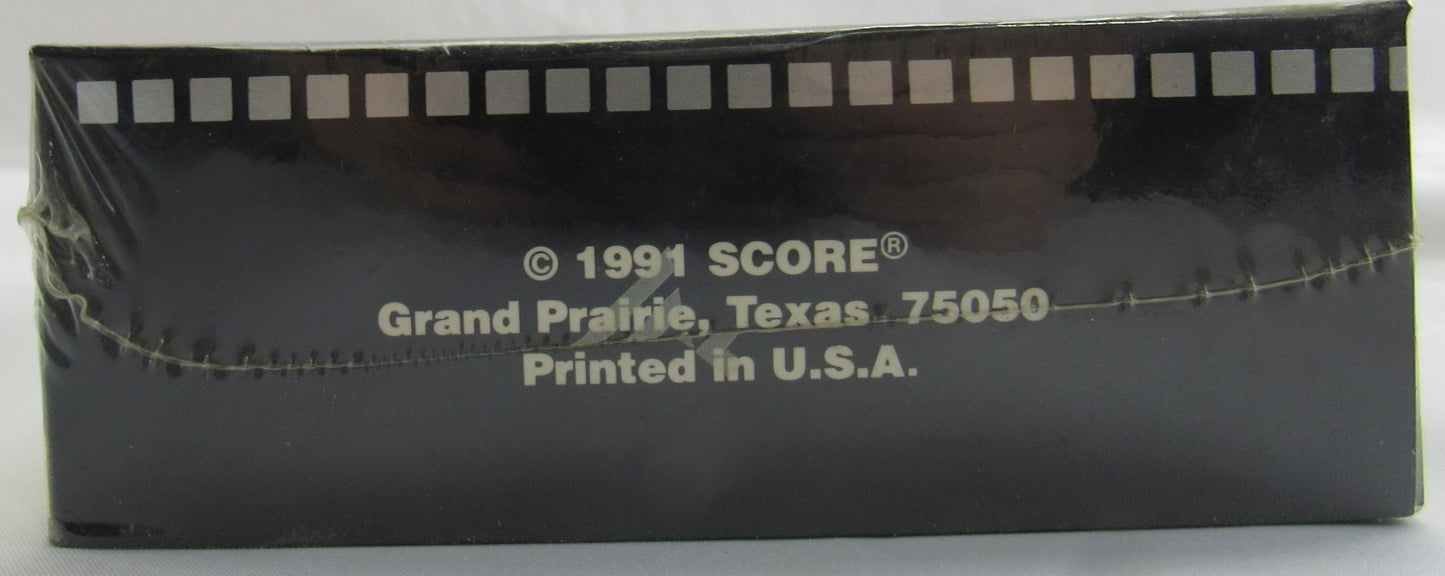 © 1991 SCORE®
Grand Prairie, Texas 75050
Printed in U.S.A.